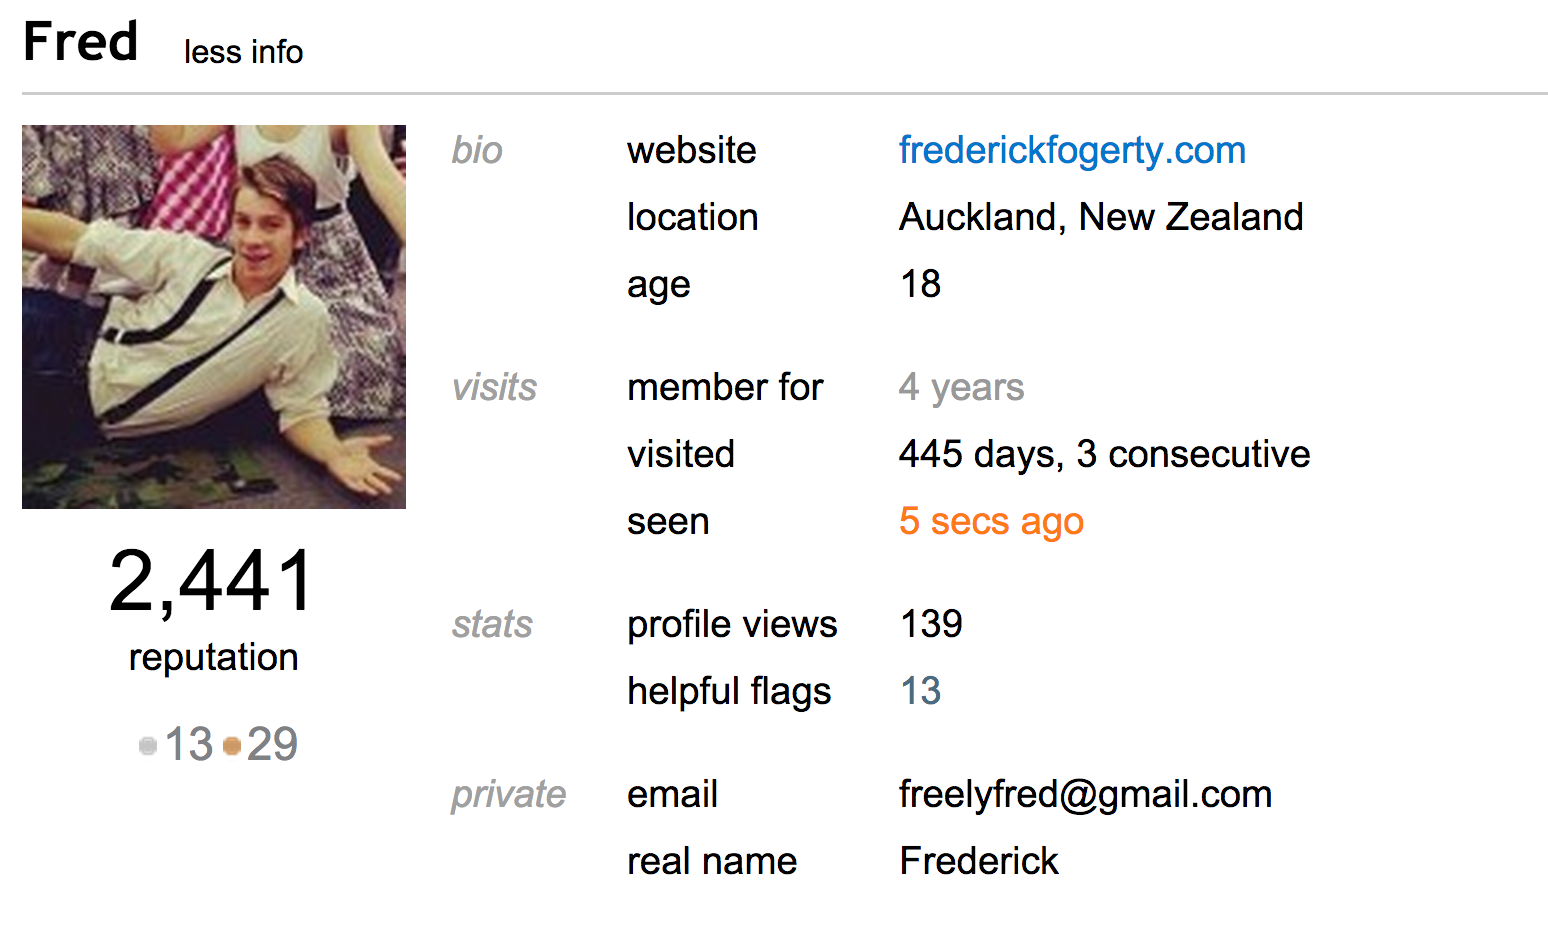 Fred less info
bio website frederickfogerty.com
location Auckland, New Zealand
age 18
visits member for 4 years
visited 445 days, 3 consecutive
seen 5 secs ago
2,441
reputation
13 29
stats profile views 139
helpful flags 13
private email freelyfred@gmail.com
real name Frederick